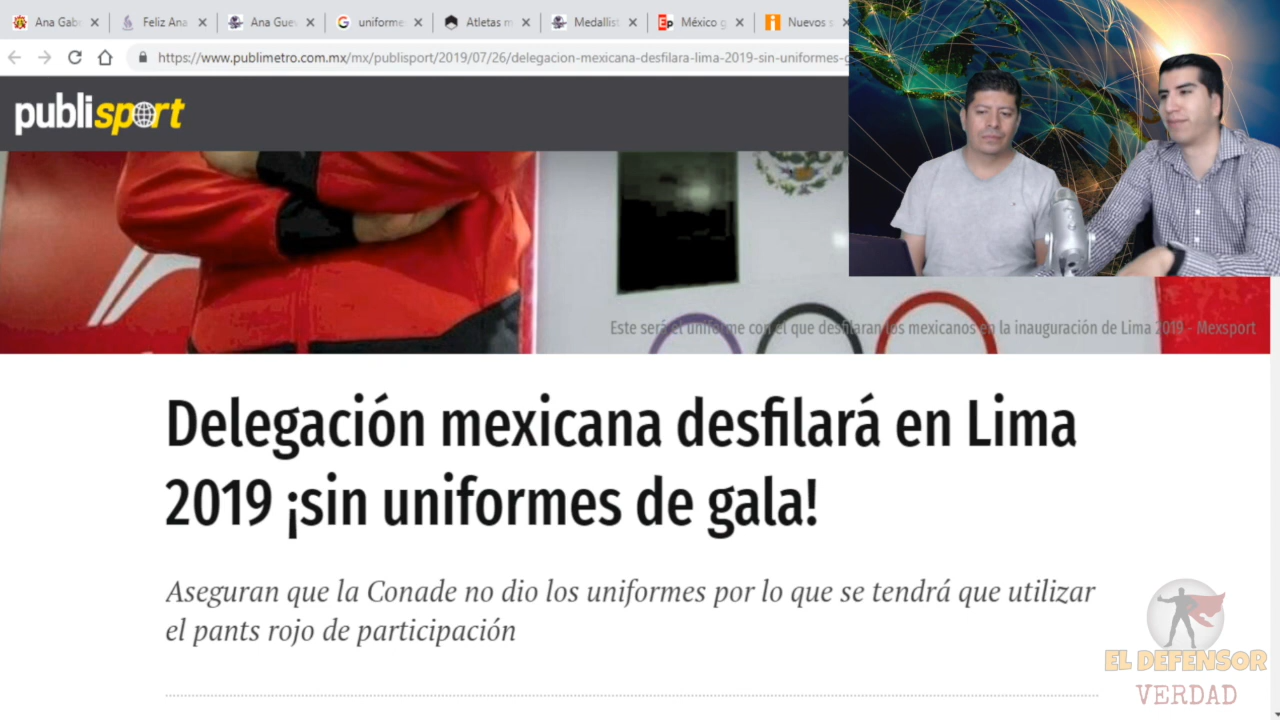 Ana Gab
Feliz Ana
Ana Guev
uniforme
Atletas m
Medallist
México g
Nuevos s
https://www.publimetro.com.mx/mx/publisport/2019/07/26/delegacion-mexicana-desfilara-lima-2019-sin-uniformes-g
publisport
Este será el uniforme con el que desfilaran los mexicanos en la inauguración de Lima 2019 - Mexsport
Delegación mexicana desfilará en Lima
2019 ¡sin uniformes de gala!
Aseguran que la Conade no dio los uniformes por lo que se tendrá que utilizar
el pants rojo de participación
EL DEFENSOR
VERDAD